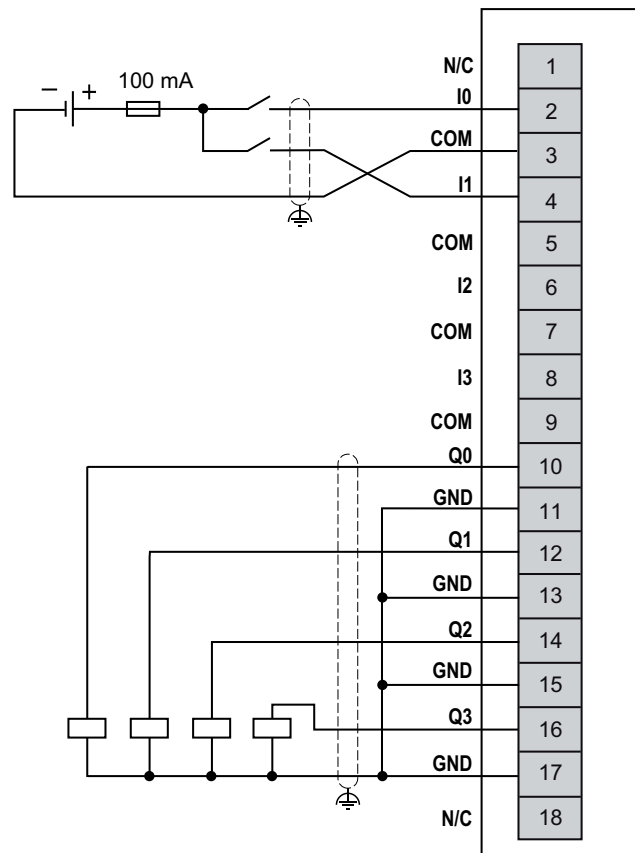 N/C 1
− + 100 mA
I0 2
COM 3
I1 4
COM 5
I2 6
COM 7
I3 8
COM 9
Q0 10
GND 11
Q1 12
GND 13
Q2 14
GND 15
Q3 16
GND 17
N/C 18